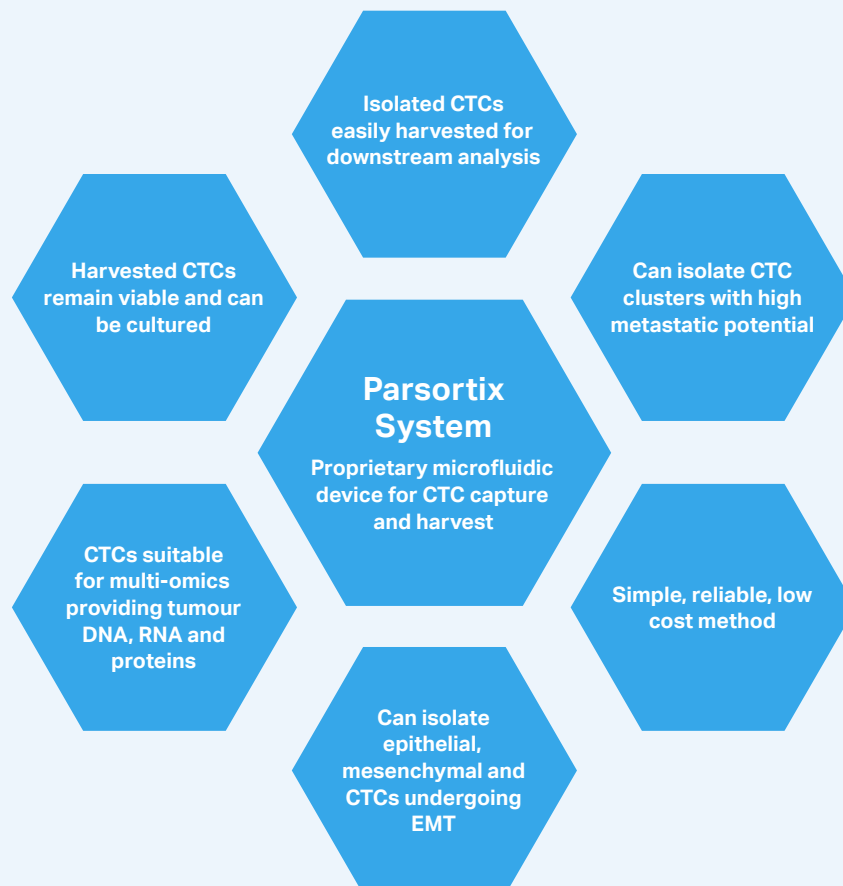 Isolated CTCs
easily harvested for
downstream analysis
Harvested CTCs
remain viable and can
be cultured
Can isolate CTC
clusters with high
metastatic potential
Parsortix
System
Proprietary microfluidic
device for CTC capture
and harvest
CTCs suitable
for multi-omics
providing tumour
DNA, RNA and
proteins
Simple, reliable, low
cost method
Can isolate
epithelial,
mesenchymal and
CTCs undergoing
EMT